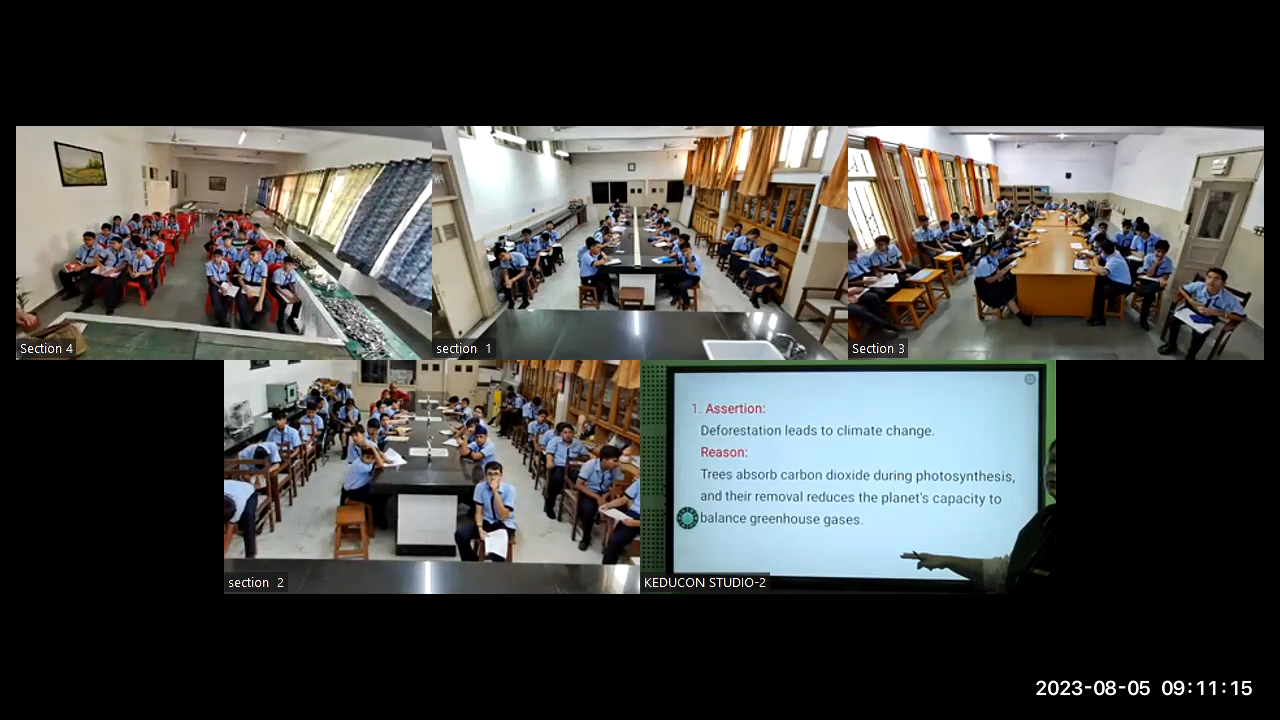 Section 4
section 1
Section 3
section 2
1. Assertion:
Deforestation leads to climate change.
Reason:
Trees absorb carbon dioxide during photosynthesis,
and their removal reduces the planet's capacity to
balance greenhouse gases.
KEDUCON STUDIO-2
2023-08-05 09:11:15